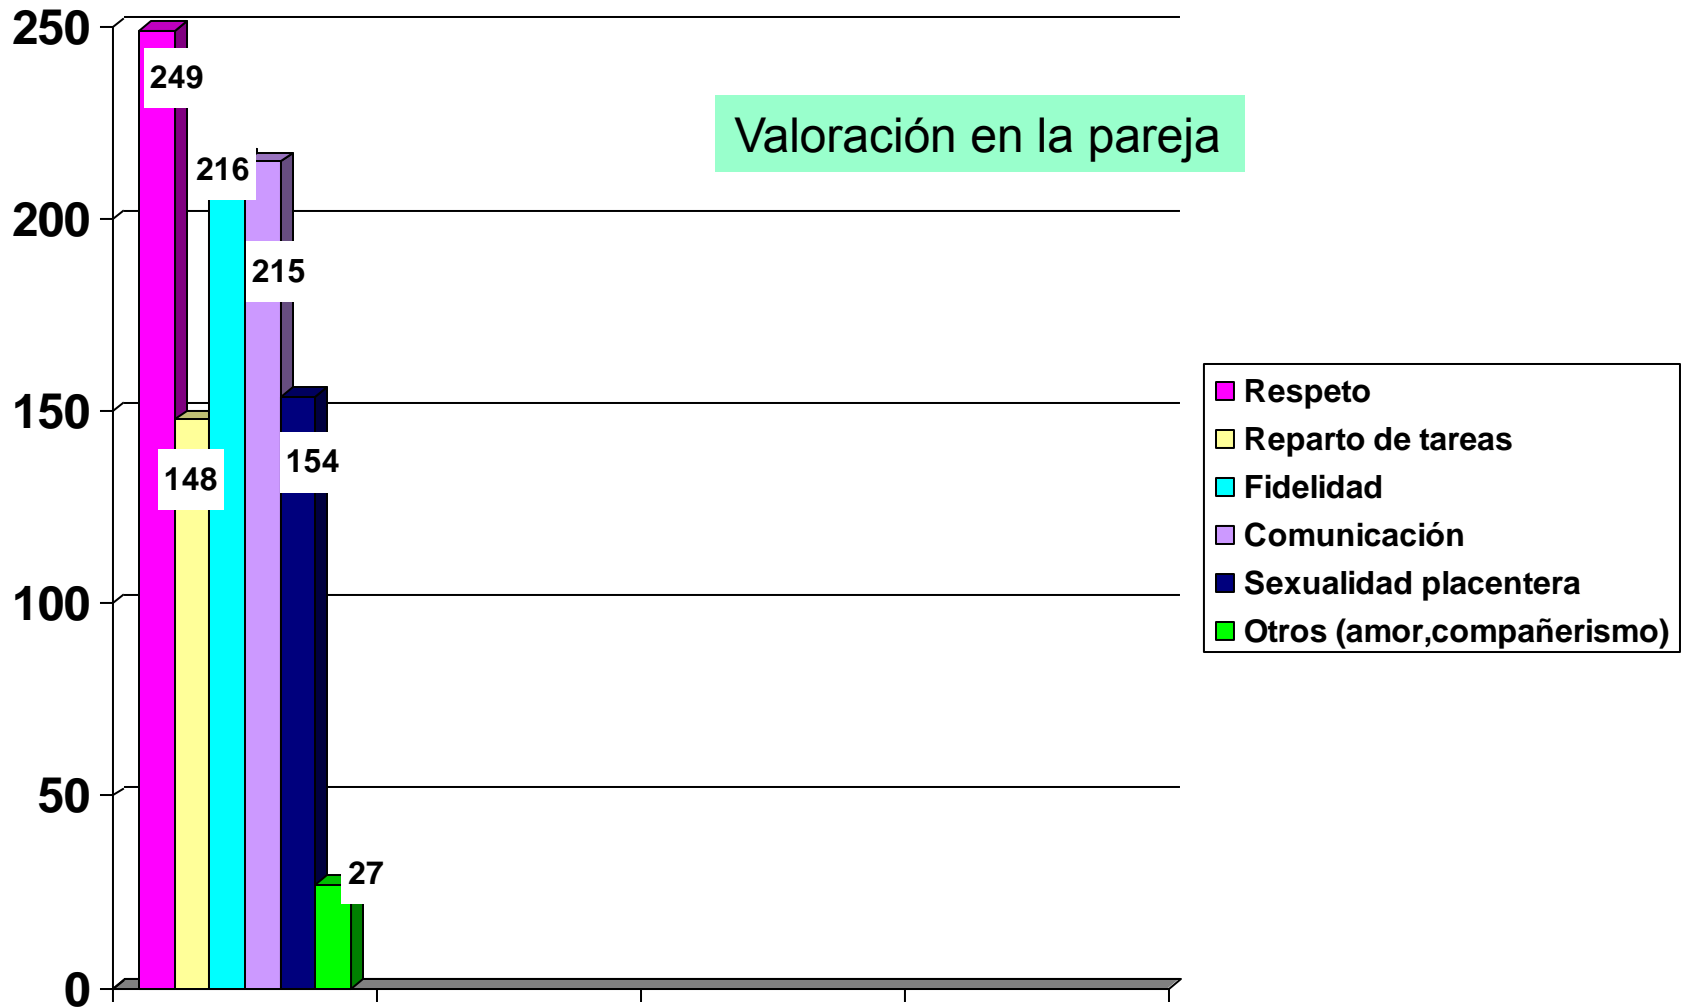 Valoración en la pareja
250
200
150
100
50
0
249
148
216
215
154
27
Respeto
Reparto de tareas
Fidelidad
Comunicación
Sexualidad placentera
Otros (amor,compañerismo)